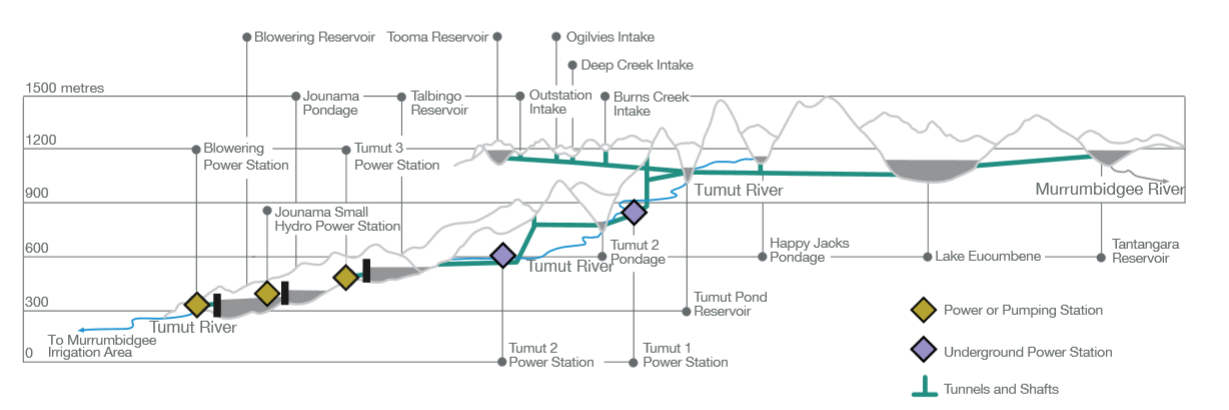 Blowering Reservoir
Tooma Reservoir
Ogilvies Intake
Deep Creek Intake
1500 metres
Jounama
Pondage
Talbingo
Reservoir
Outstation
Intake
Burns Creek
Intake
1200
Blowering
Power Station
Tumut 3
Power Station
Tumut River
Murrumbidgee River
900
Jounama Small
Hydro Power Station
600
Tumut River
Tumut 2
Pondage
Happy Jacks
Pondage
Lake Eucumbene
Tantangara
Reservoir
300
Tumut Pond
Reservoir
Tumut River
To Murrumbidgee
Irrigation Area
0
Tumut 2
Power Station
Tumut 1
Power Station
Power or Pumping Station
Underground Power Station
Tunnels and Shafts